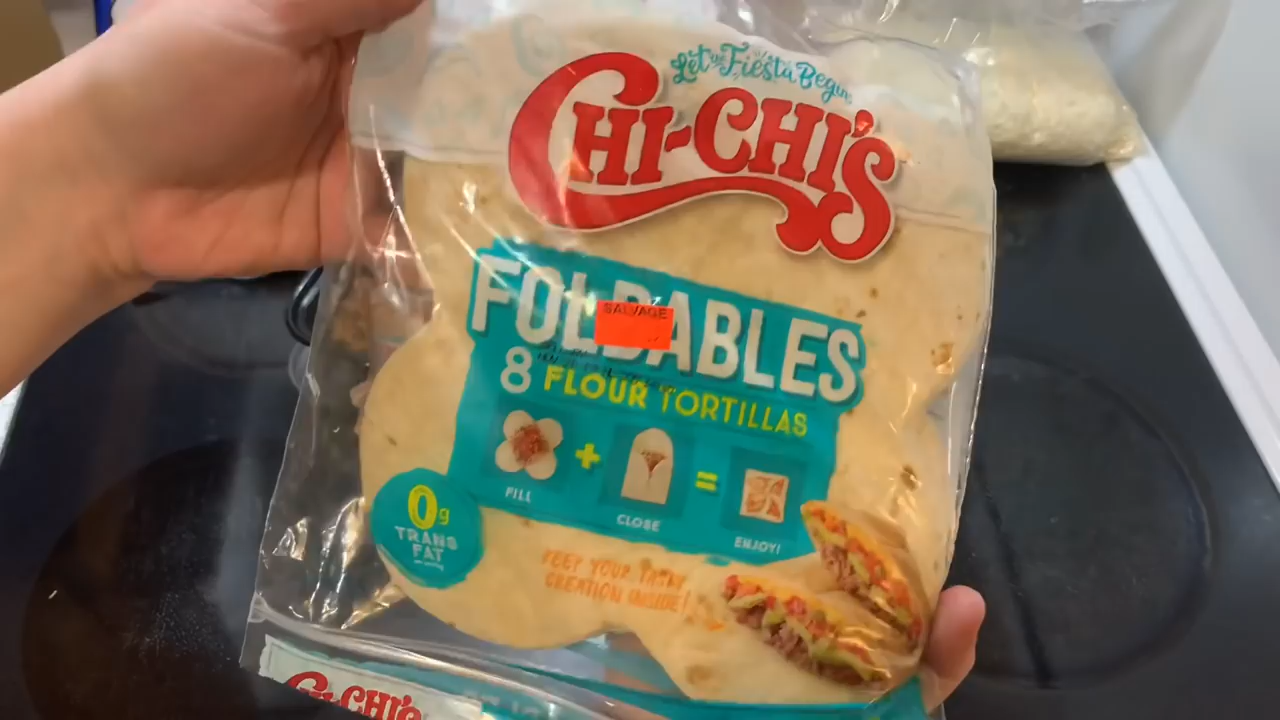 Let the Fiesta Begin
CHI-CHI'S
FOLDABLES
SALVAGE
8 FLOUR TORTILLAS
FILL
+
CLOSE
=
ENJOY!
0g
TRANS
FAT
KEEP YOUR
CREATION INSIDE!
CHI-CHI'S